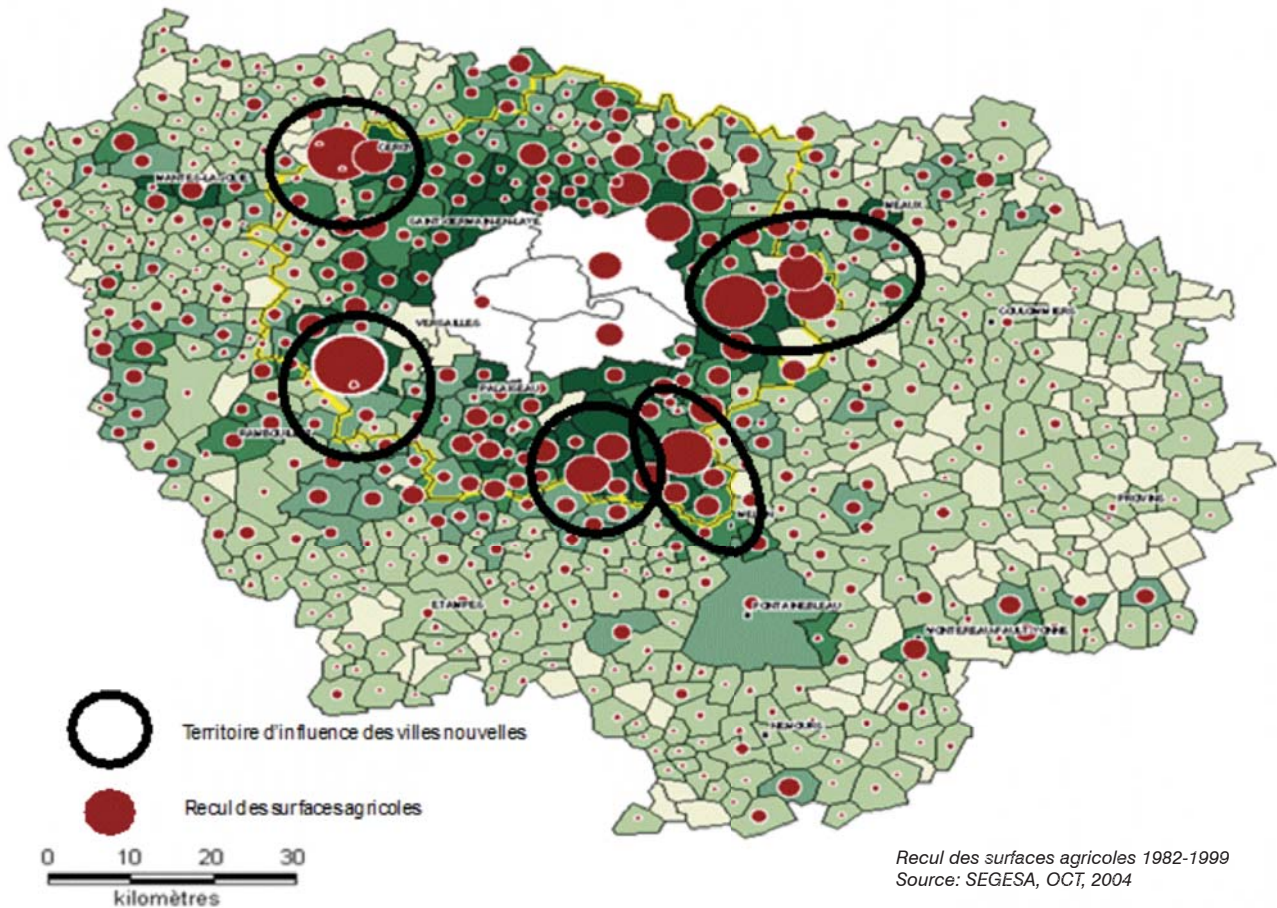 CERGY
MANTES-LA-JOLIE
MEAUX
SAINT-GERMAIN-EN-LAYE
COULOMMIERS
VERSAILLES
PALAISEAU
RAMBOUILLET
PROVINS
MELUN
ETAMPES
FONTAINEBLEAU
MONTEREAU-FAULT-YONNE
NEMOURS
Territoire d'influence des villes nouvelles
Recul des surfaces agricoles
0 10 20 30
kilomètres
Recul des surfaces agricoles 1982-1999
Source: SEGESA, OCT, 2004